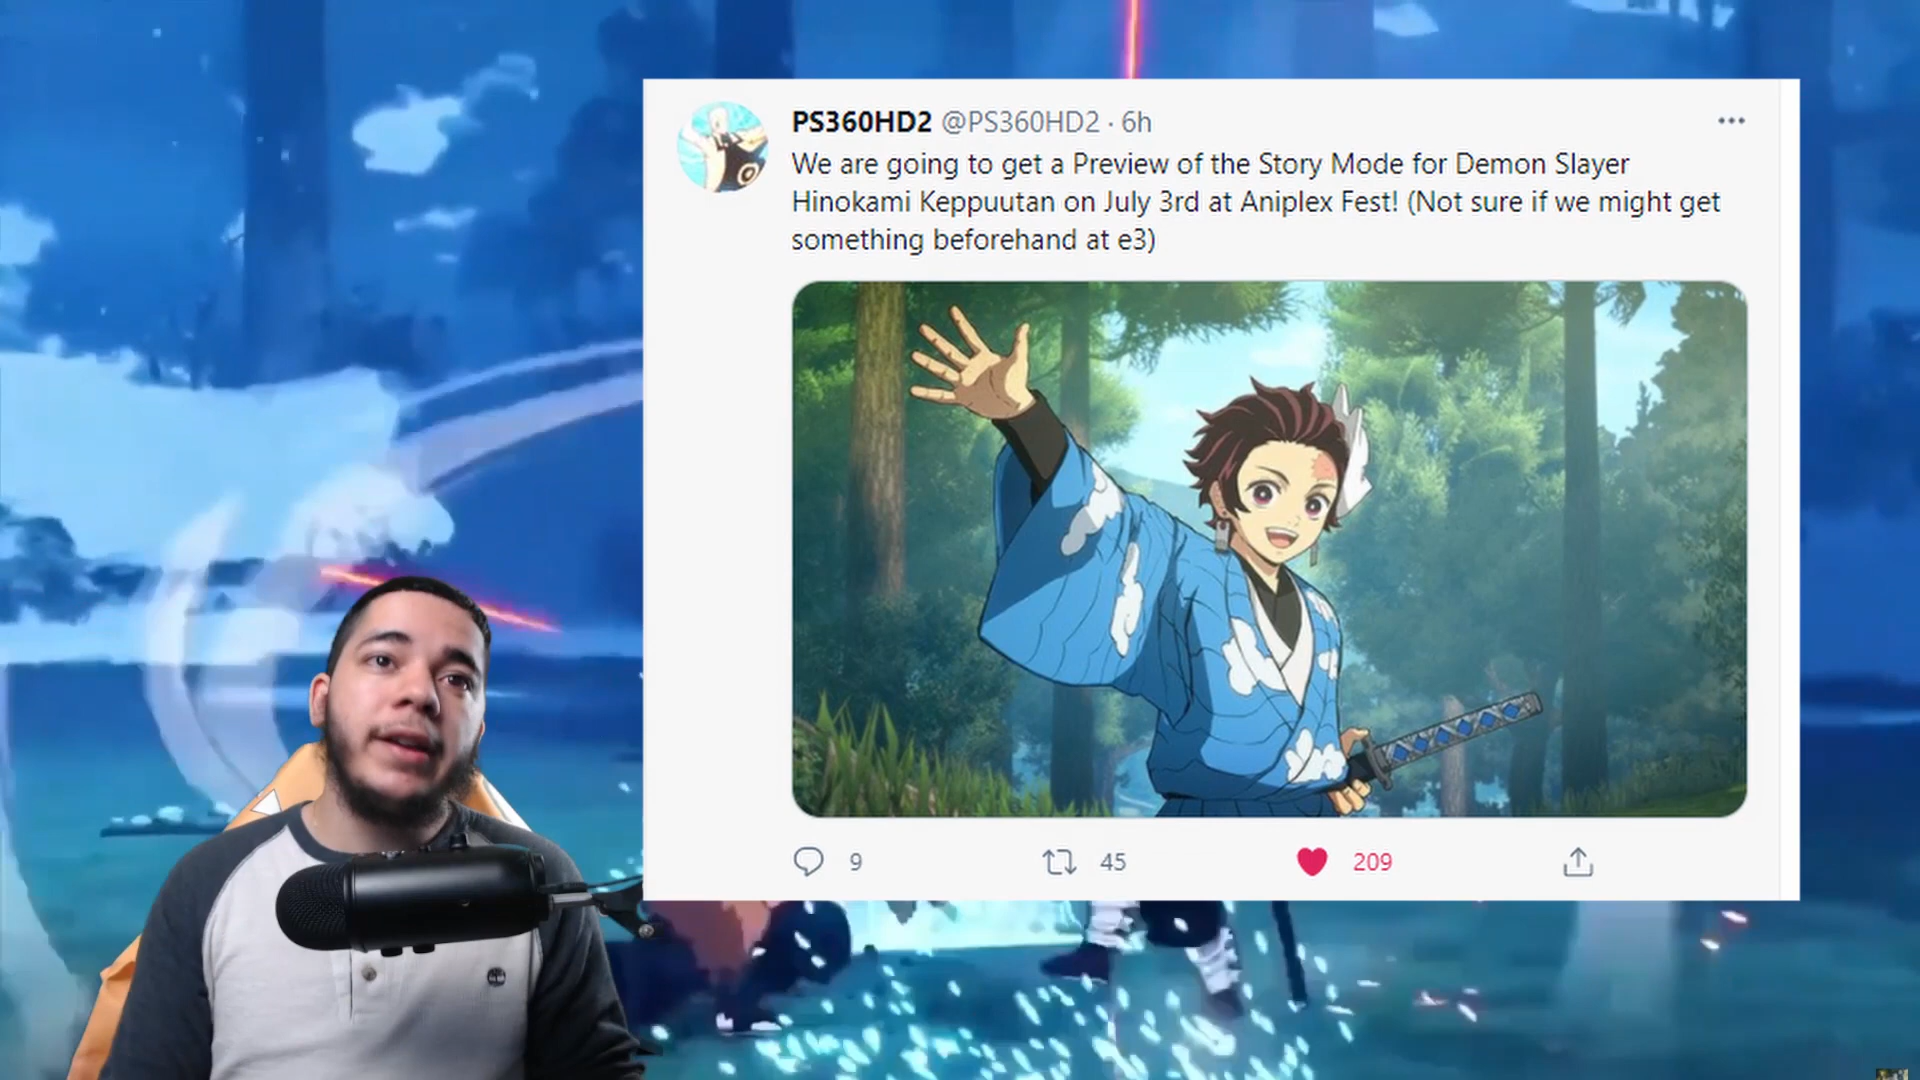 PS360HD2 @PS360HD2 · 6h
We are going to get a Preview of the Story Mode for Demon Slayer
Hinokami Keppuutan on July 3rd at Aniplex Fest! (Not sure if we might get
something beforehand at e3)
9 45 209